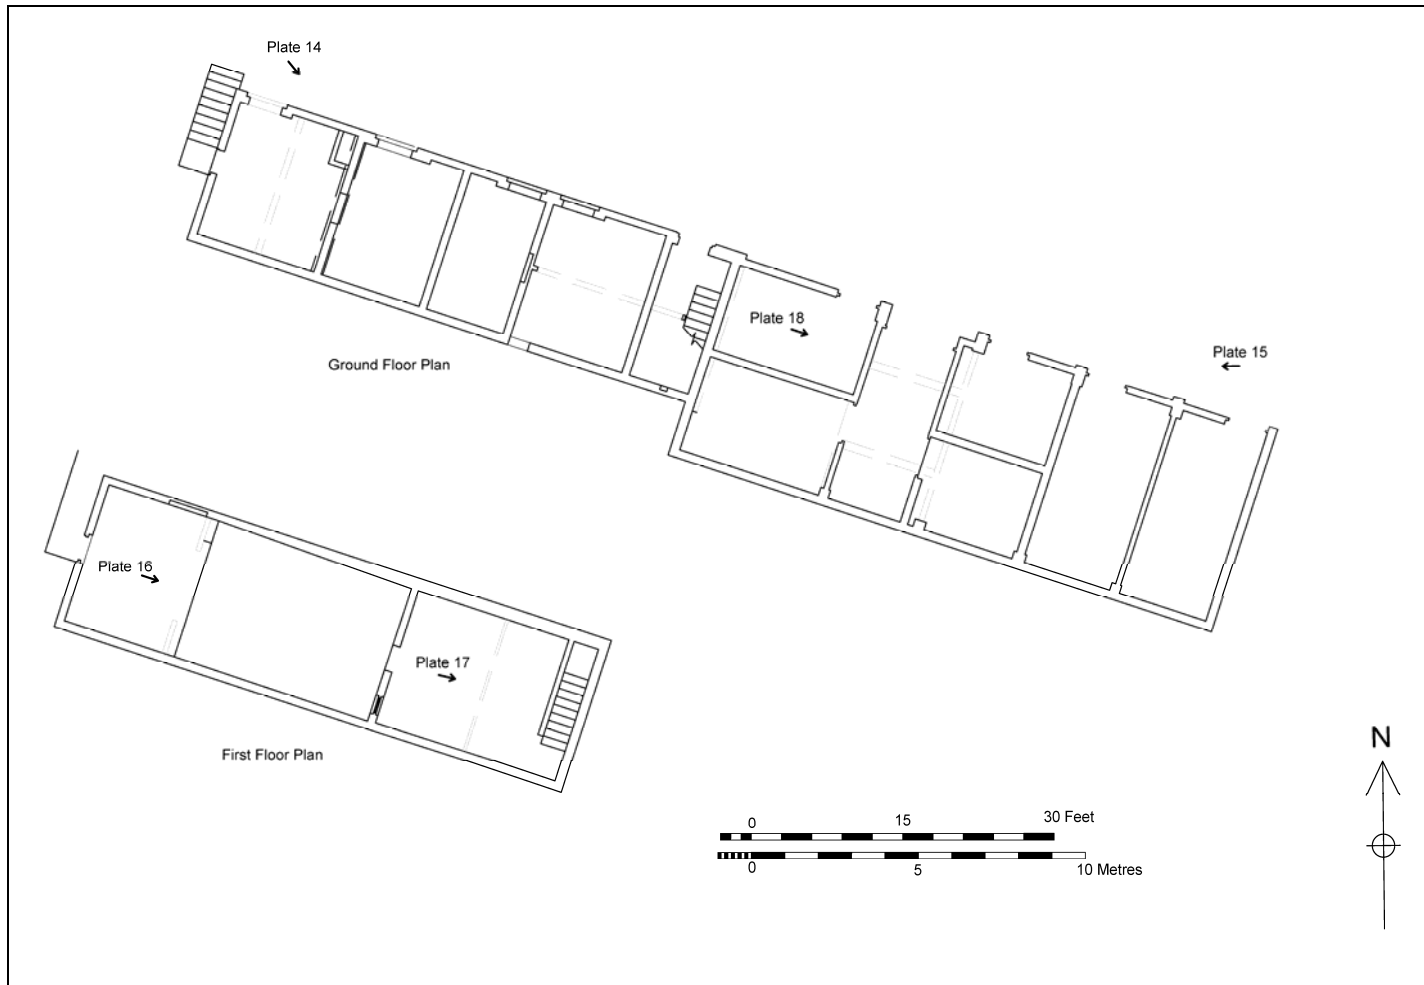 Plate 14
Plate 18
Plate 15
Ground Floor Plan
Plate 16
Plate 17
First Floor Plan
N
0 15 30 Feet
0 5 10 Metres